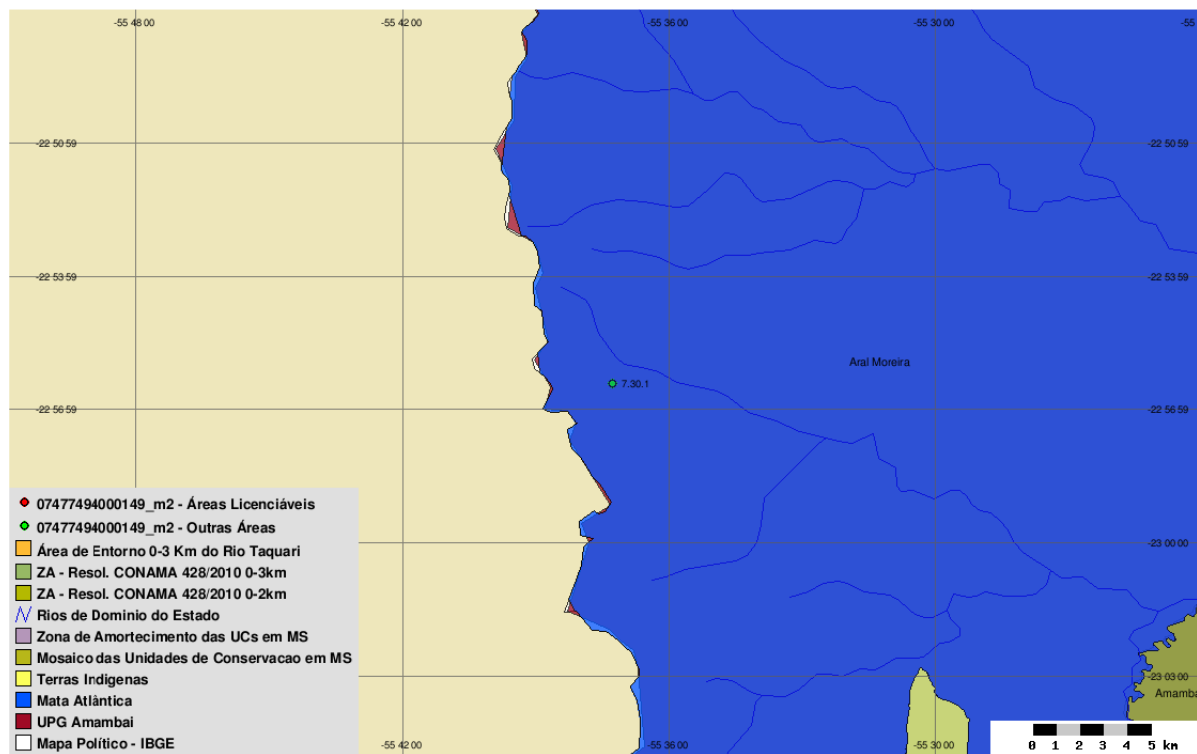 -55 48 00
-55 42 00
-55 36 00
-55 30 00
-55
-22 50 59
-22 50 59
-22 53 59
-22 53 59
Aral Moreira
7.30.1
-22 56 59
-22 56 59
07477494000149_m2 - Áreas Licenciáveis
07477494000149_m2 - Outras Áreas
Área de Entorno 0-3 Km do Rio Taquari
ZA - Resol. CONAMA 428/2010 0-3km
ZA - Resol. CONAMA 428/2010 0-2km
Rios de Dominio do Estado
Zona de Amortecimento das UCs em MS
Mosaico das Unidades de Conservacao em MS
Terras Indigenas
Mata Atlântica
UPG Amambai
Mapa Político - IBGE
-23 00 00
-23 03 00
Amamba
-55 42 00
-55 36 00
-55 30 00
0 1 2 3 4 5 km